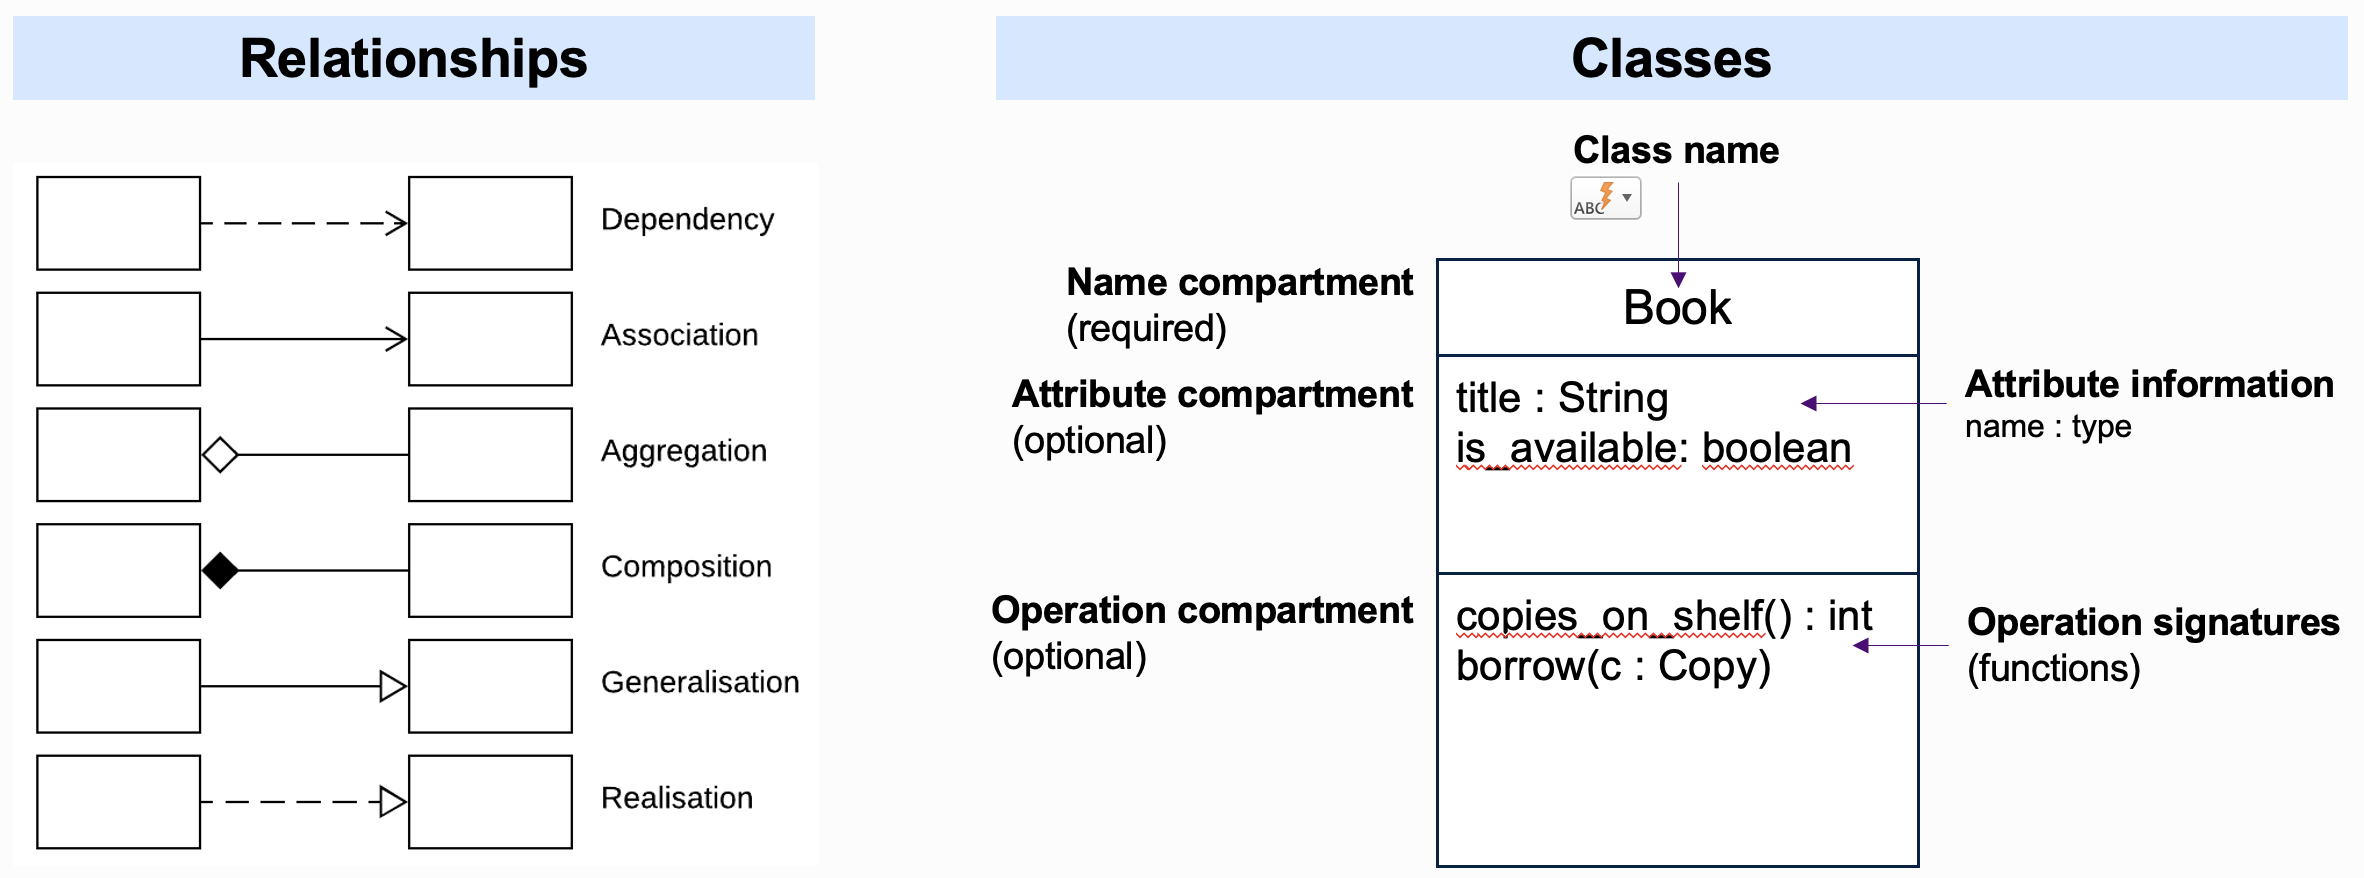 Relationships
Dependency
Association
Aggregation
Composition
Generalisation
Realisation
Classes
Class name
ABC
Name compartment
(required)
Book
Attribute compartment
(optional)
title : String
is_available: boolean
Attribute information
name : type
Operation compartment
(optional)
copies_on_shelf() : int
borrow(c : Copy)
Operation signatures
(functions)